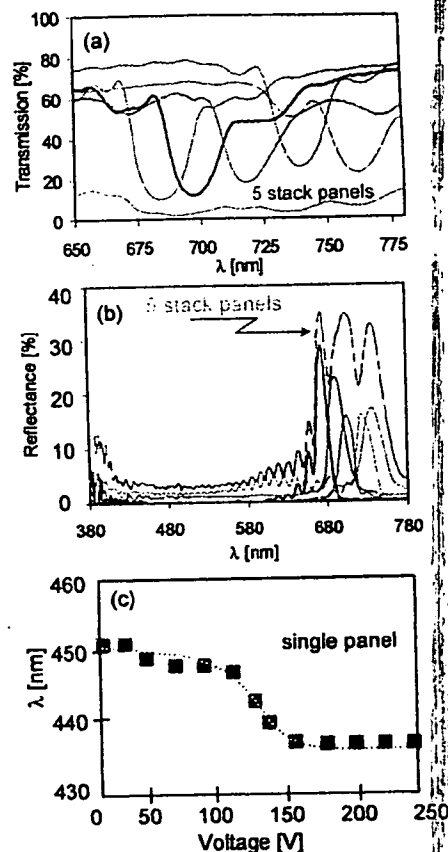 (a)
Transmission [%]
100
80
60
40
20
0
5 stack panels
650 675 700 725 750 775
λ [nm]
(b)
Reflectance [%]
40
30
20
10
0
stack panels
380 480 580 680 780
λ [nm]
(c)
λ [nm]
460
450
440
430
single panel
0 50 100 150 200 250
Voltage [V]